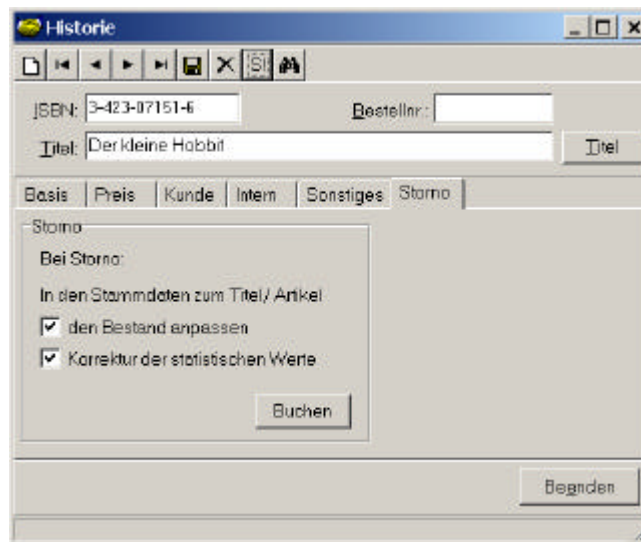 Historie
SI
ISBN: 3-423-07151-6 Bestellnr.:
Titel: Der kleine Hobbit Titel
Basis Preis Kunde Intern Sonstiges Storno
Storno
Bei Storno:
In den Stammdaten zum Titel/ Artikel
den Bestand anpassen
Korrektur der statistischen Werte
Buchen
Beenden